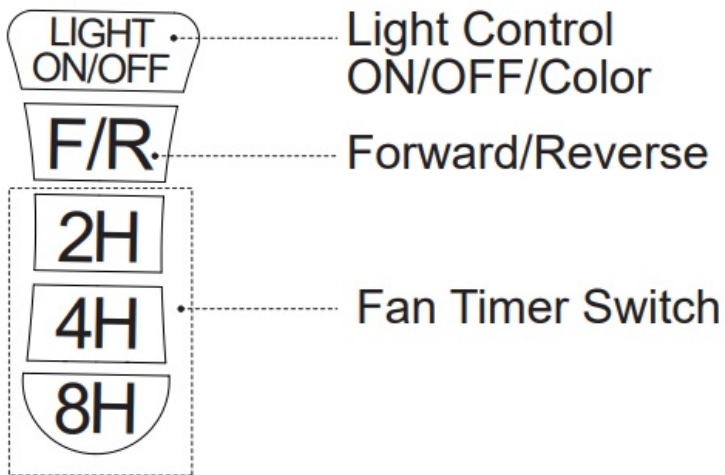 LIGHT
ON/OFF
Light Control
ON/OFF/Color
F/R
Forward/Reverse
2H
4H
8H
Fan Timer Switch